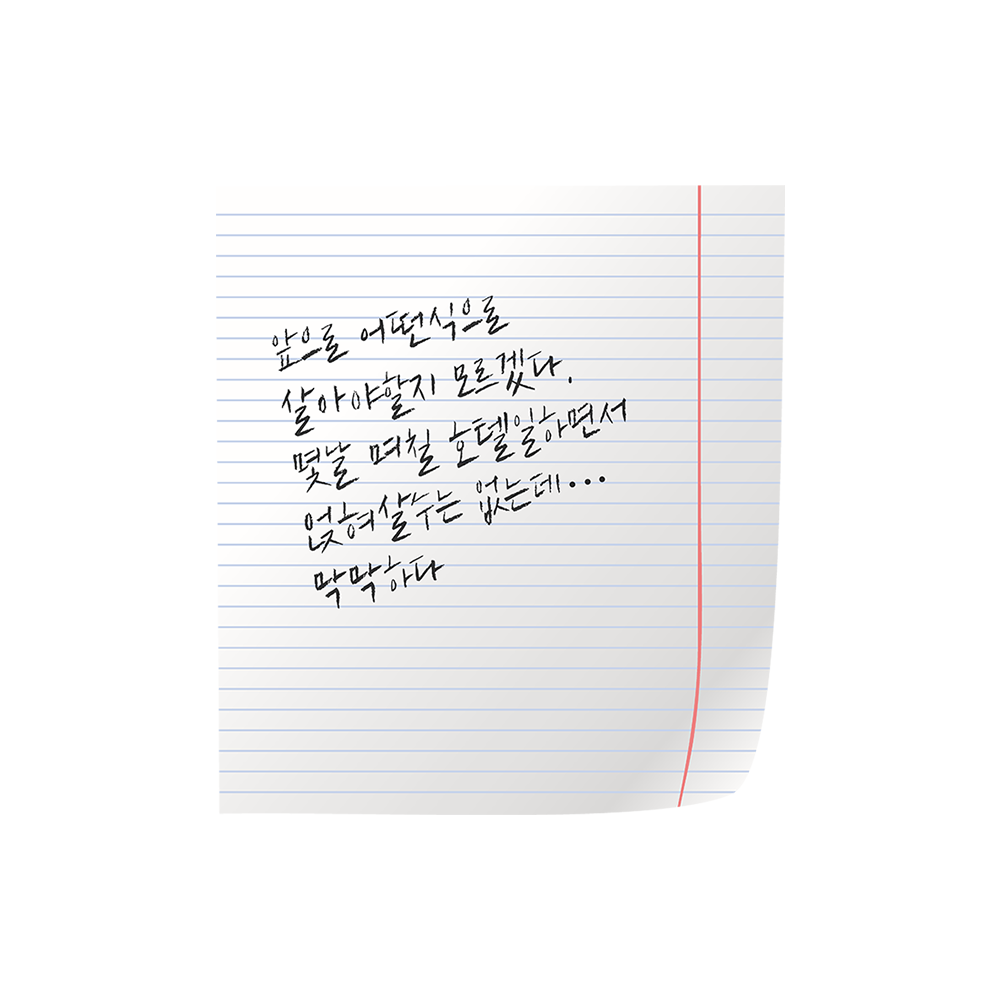 앞으로 어떤식으로
살아야할지 모르겠다.
몇날 며칠 호텔일하면서
얹혀살수는 없는데...
막막하다